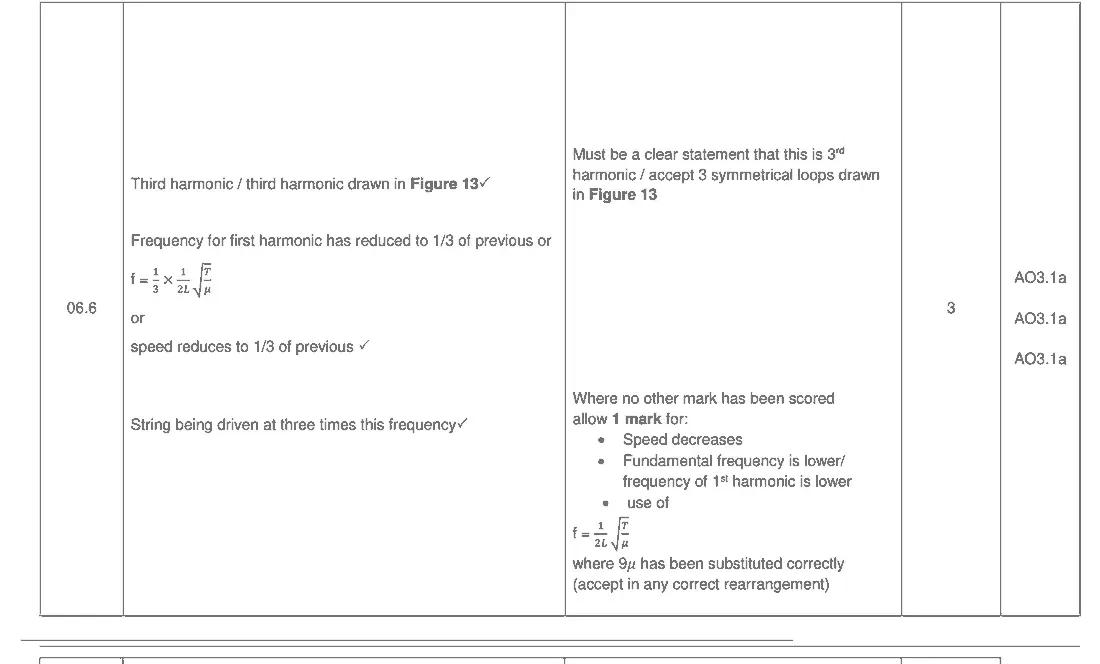 06.6
Third harmonic / third harmonic drawn in Figure 13✓
Frequency for first harmonic has reduced to 1/3 of previous or
f = 1/3 × 1/2L √T/μ
or
speed reduces to 1/3 of previous ✓
String being driven at three times this frequency✓
Must be a clear statement that this is 3rd
harmonic / accept 3 symmetrical loops drawn
in Figure 13
Where no other mark has been scored
allow 1 mark for:
• Speed decreases
• Fundamental frequency is lower/
frequency of 1st harmonic is lower
• use of
f = 1/2L √T/μ
where 9μ has been substituted correctly
(accept in any correct rearrangement)
3
AO3.1a
AO3.1a
AO3.1a